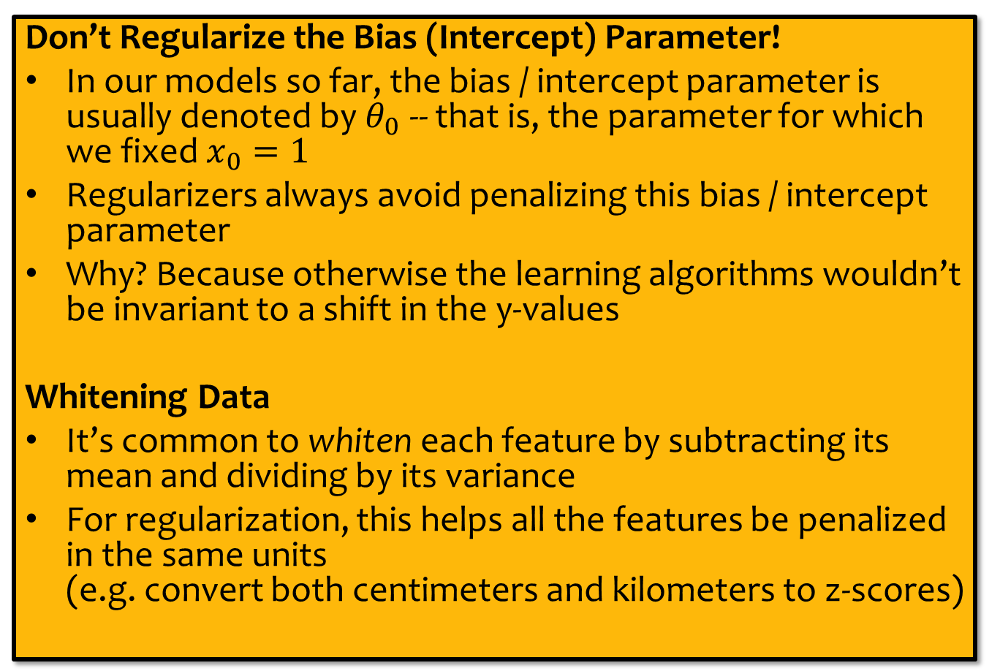 Don’t Regularize the Bias (Intercept) Parameter!
• In our models so far, the bias / intercept parameter is
usually denoted by θ₀ -- that is, the parameter for which
we fixed x₀ = 1
• Regularizers always avoid penalizing this bias / intercept
parameter
• Why? Because otherwise the learning algorithms wouldn’t
be invariant to a shift in the y-values
Whitening Data
• It’s common to whiten each feature by subtracting its
mean and dividing by its variance
• For regularization, this helps all the features be penalized
in the same units
(e.g. convert both centimeters and kilometers to z-scores)